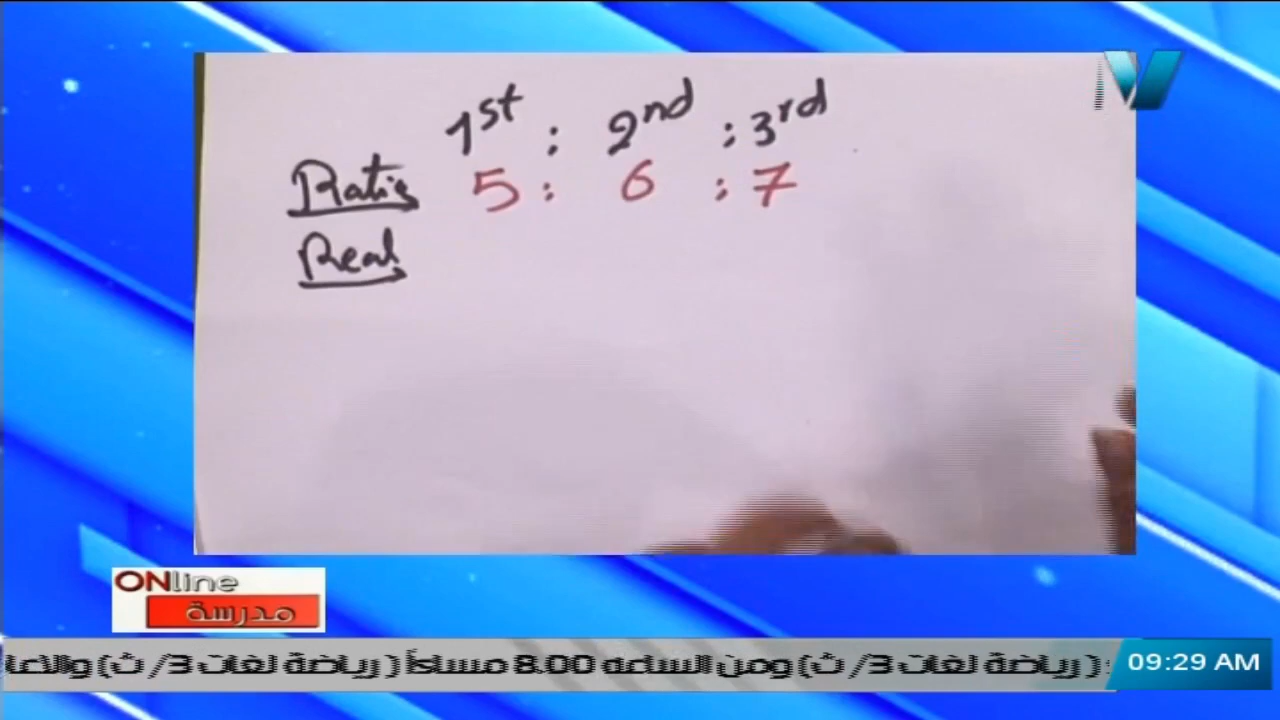 1st : 2nd : 3rd
Ratio 5 : 6 : 7
Real
ONline
مدرسة
( رياضة لغات 3/ ث) ومن الساعه 8.00 مساءاً ( رياضة لغات 3/ ث) والاعا
09:29 AM